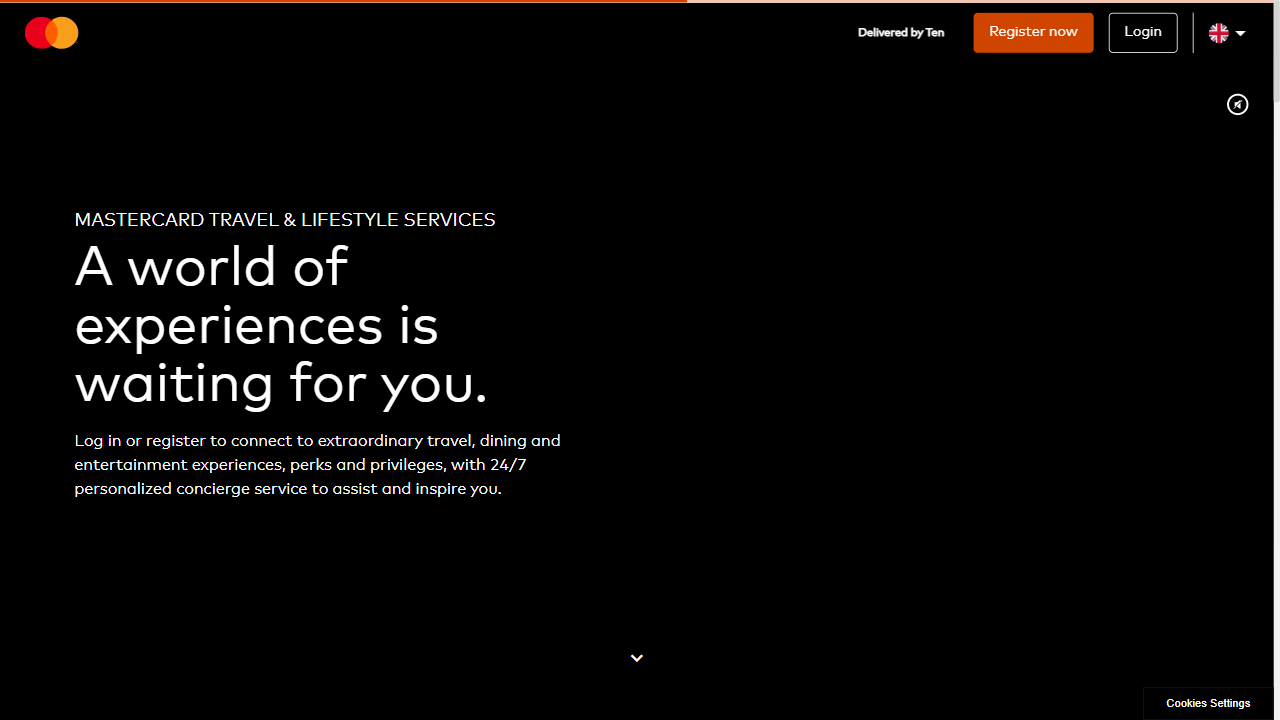 Delivered by Ten
Register now
Login
MASTERCARD TRAVEL & LIFESTYLE SERVICES
A world of
experiences is
waiting for you.
Log in or register to connect to extraordinary travel, dining and
entertainment experiences, perks and privileges, with 24/7
personalized concierge service to assist and inspire you.
Cookies Settings